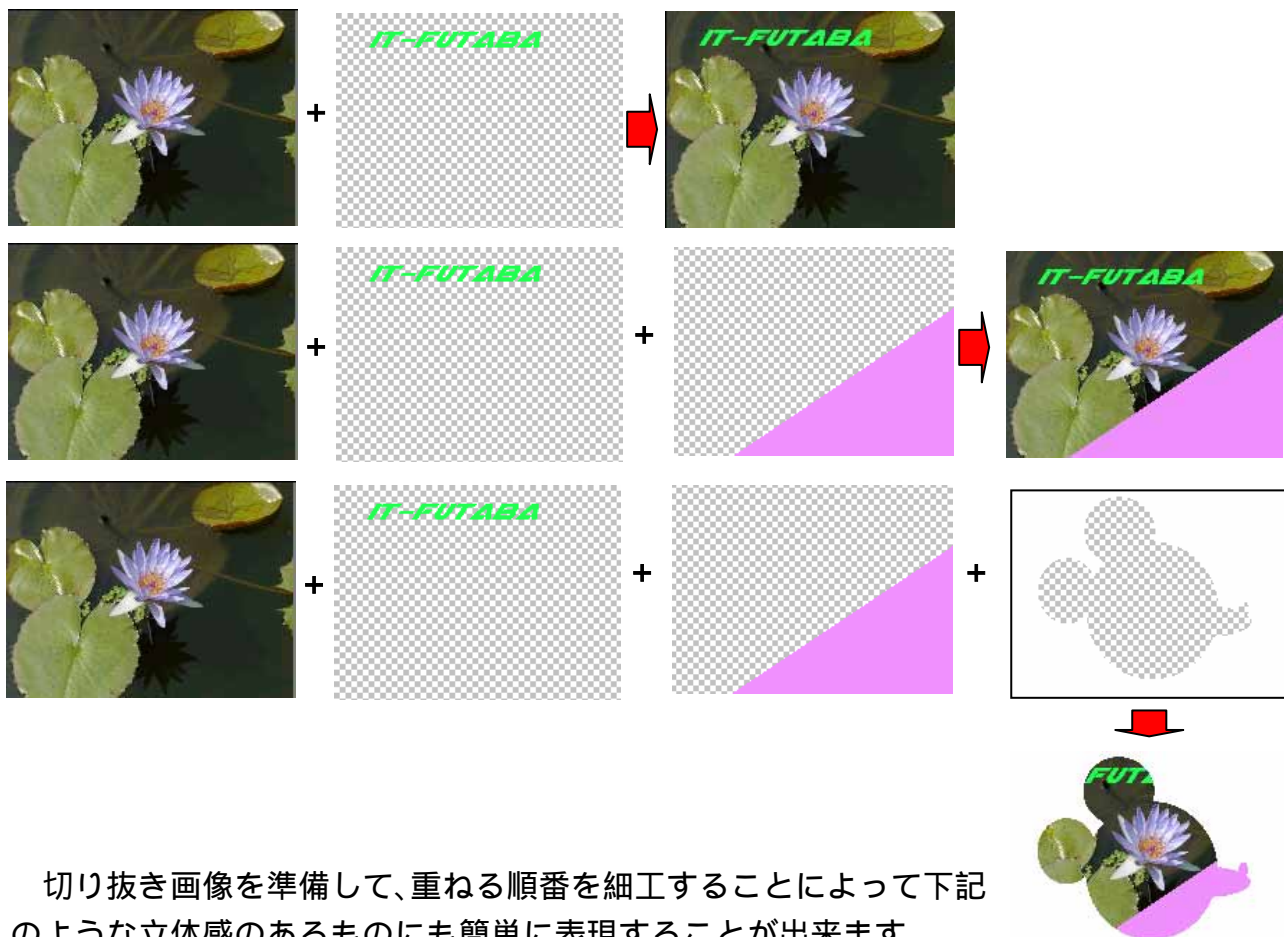 IT-FUTABA
IT-FUTABA
+
IT-FUTABA
+
+
IT-FUTABA
IT-FUTABA
+
+
+
IT-FUTABA
FUTA
切り抜き画像を準備して、重ねる順番を細工することによって下記
のような立体感のあるものにも簡単に表現することが出来ます